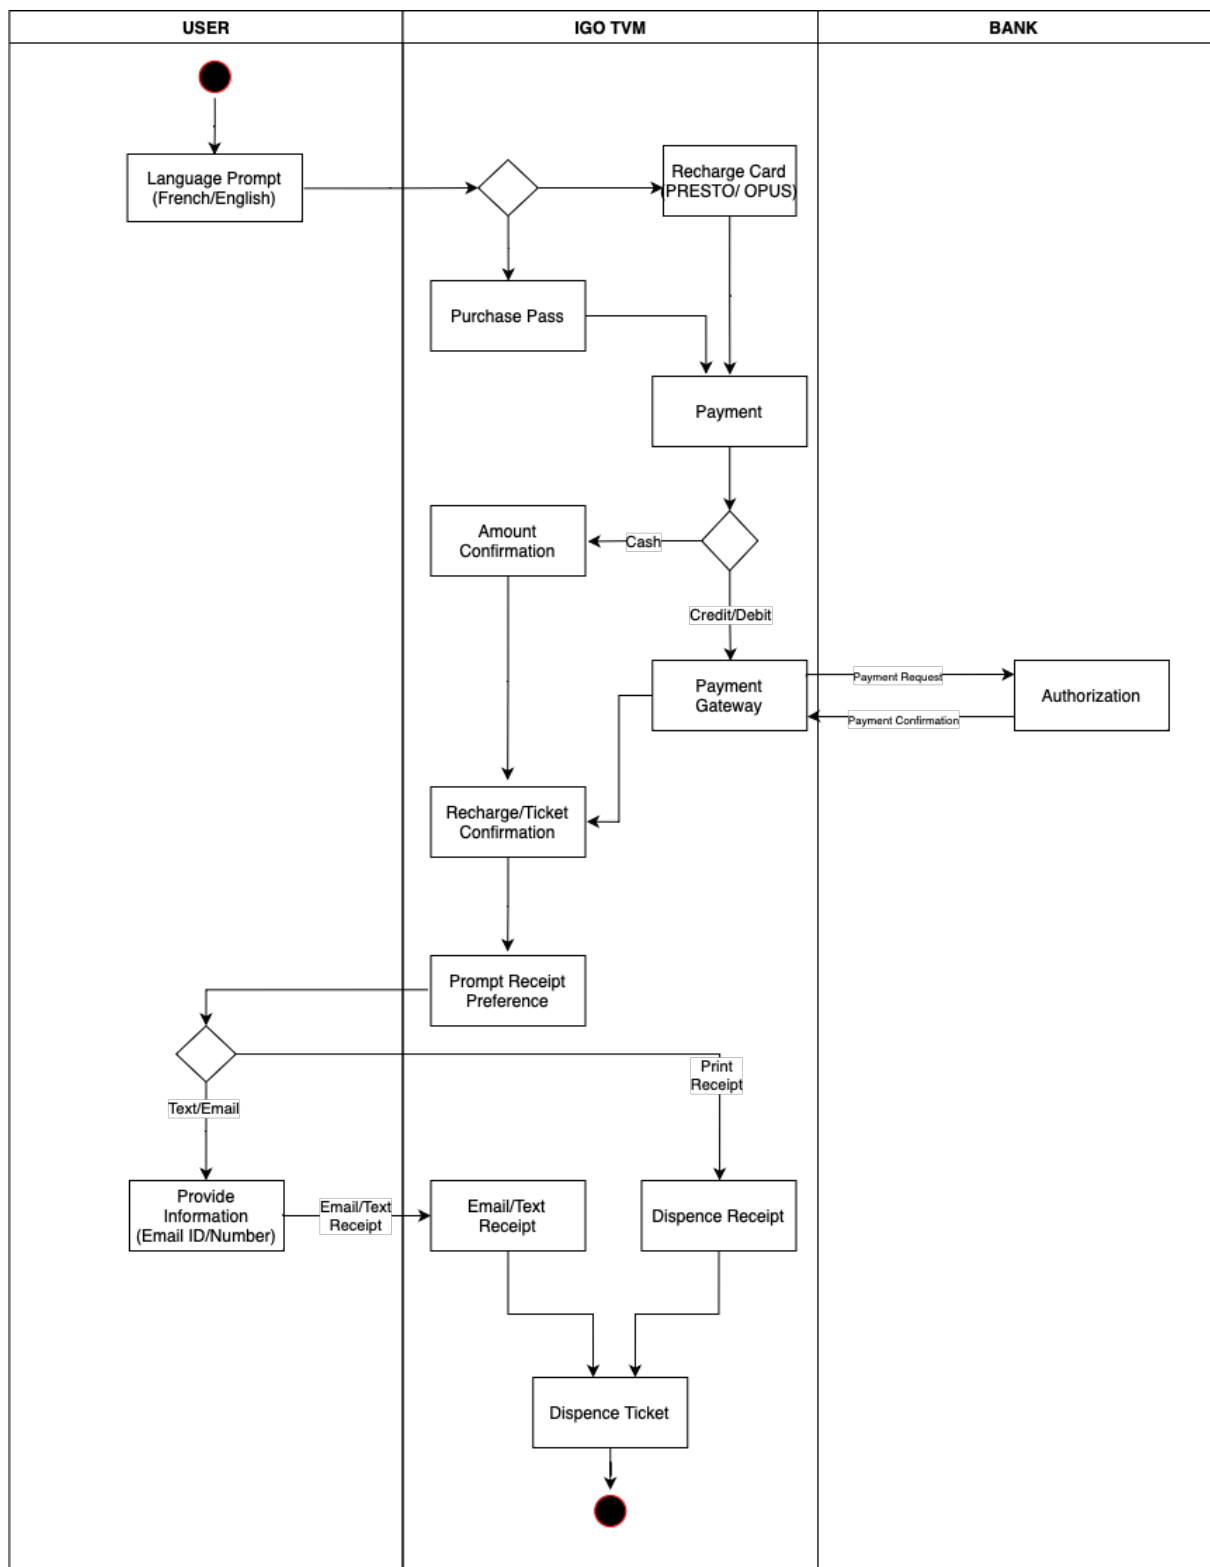 USER
IGO TVM
BANK
Language Prompt
(French/English)
Recharge Card
(PRESTO/ OPUS)
Purchase Pass
Payment
Amount
Confirmation
Cash
Credit/Debit
Payment
Gateway
Payment Request
Payment Confirmation
Authorization
Recharge/Ticket
Confirmation
Prompt Receipt
Preference
Print
Receipt
Text/Email
Provide
Information
(Email ID/Number)
Email/Text
Receipt
Email/Text
Receipt
Dispence Receipt
Dispence Ticket